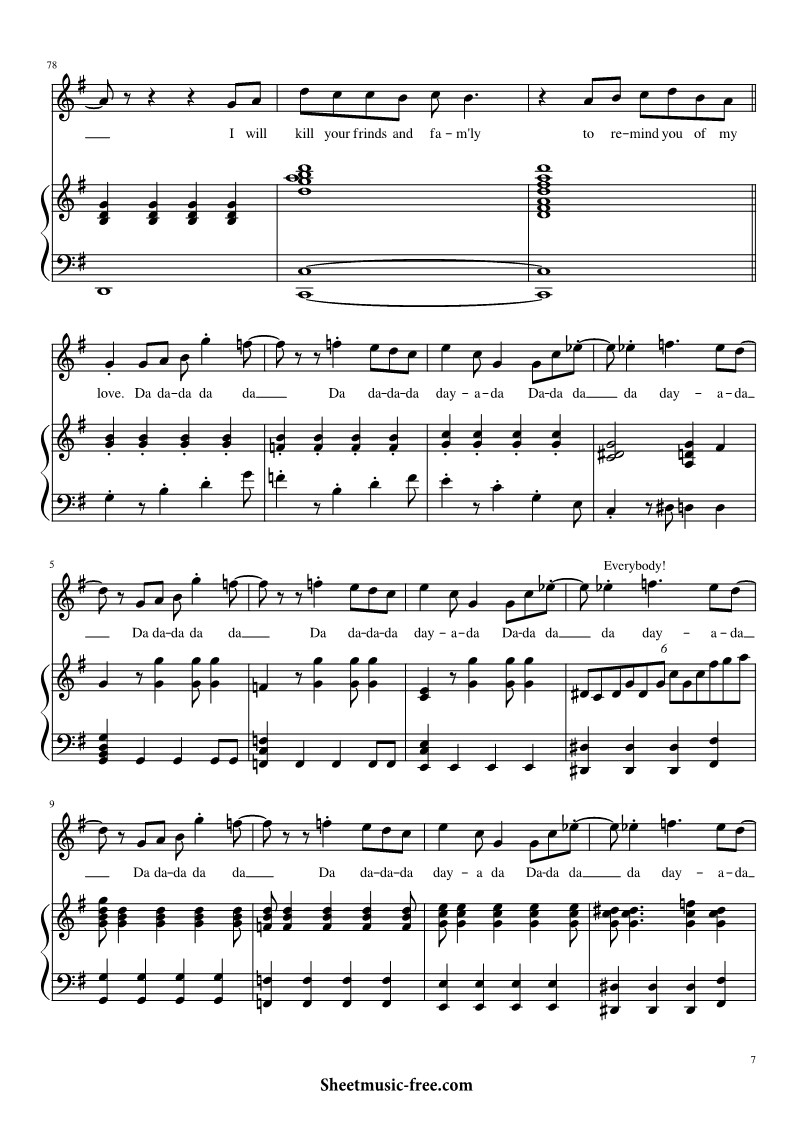 78
I will kill your frinds and fa – m'ly to re–mind you of my
love. Da da–da da da Da da–da–da day – a–da Da–da da da day – a–da
5
Everybody!
Da da–da da da Da da–da–da day – a–da Da–da da da day – a–da
6
9
Da da–da da da Da da–da–da day – a da Da–da da da day – a–da
7
Sheetmusic-free.com